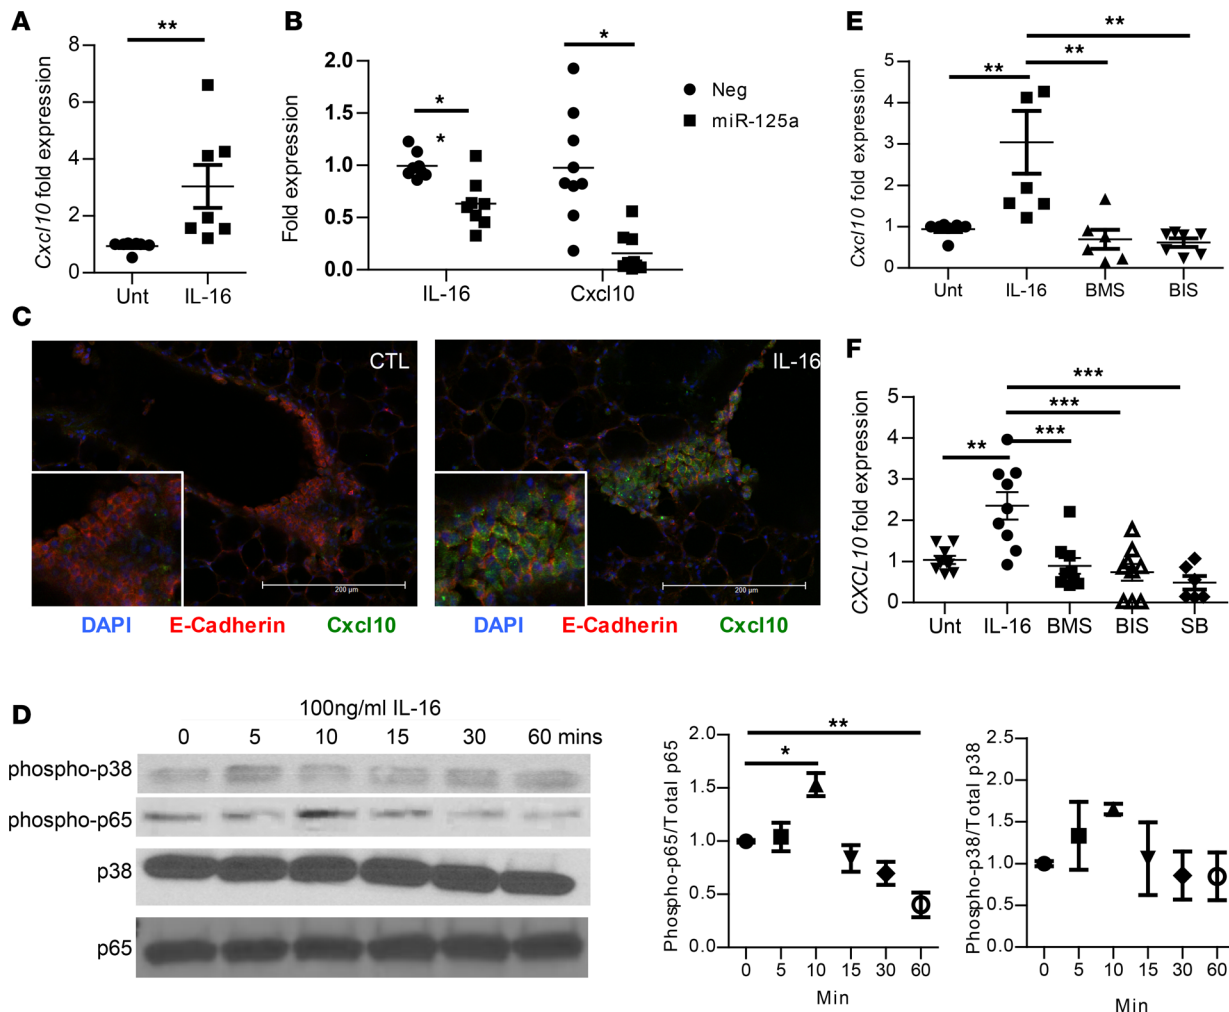 A
**
Cxcl10 fold expression
8
6
4
2
0
Unt IL-16
B
*
*
*
Fold expression
2.0
1.5
1.0
0.5
0.0
IL-16 Cxcl10
Neg
miR-125a
C
CTL
200 µm
DAPI E-Cadherin Cxcl10
IL-16
200 µm
DAPI E-Cadherin Cxcl10
D
100ng/ml IL-16
0 5 10 15 30 60 mins
phospho-p38
phospho-p65
p38
p65
**
*
Phospho-p65/Total p65
2.0
1.5
1.0
0.5
0.0
0 5 10 15 30 60
Min
Phospho-p38/Total p38
2.5
2.0
1.5
1.0
0.5
0.0
0 5 10 15 30 60
Min
E
**
**
**
Cxcl10 fold expression
5
4
3
2
1
0
Unt IL-16 BMS BIS
F
***
***
***
**
CXCL10 fold expression
5
4
3
2
1
0
Unt IL-16 BMS BIS SB